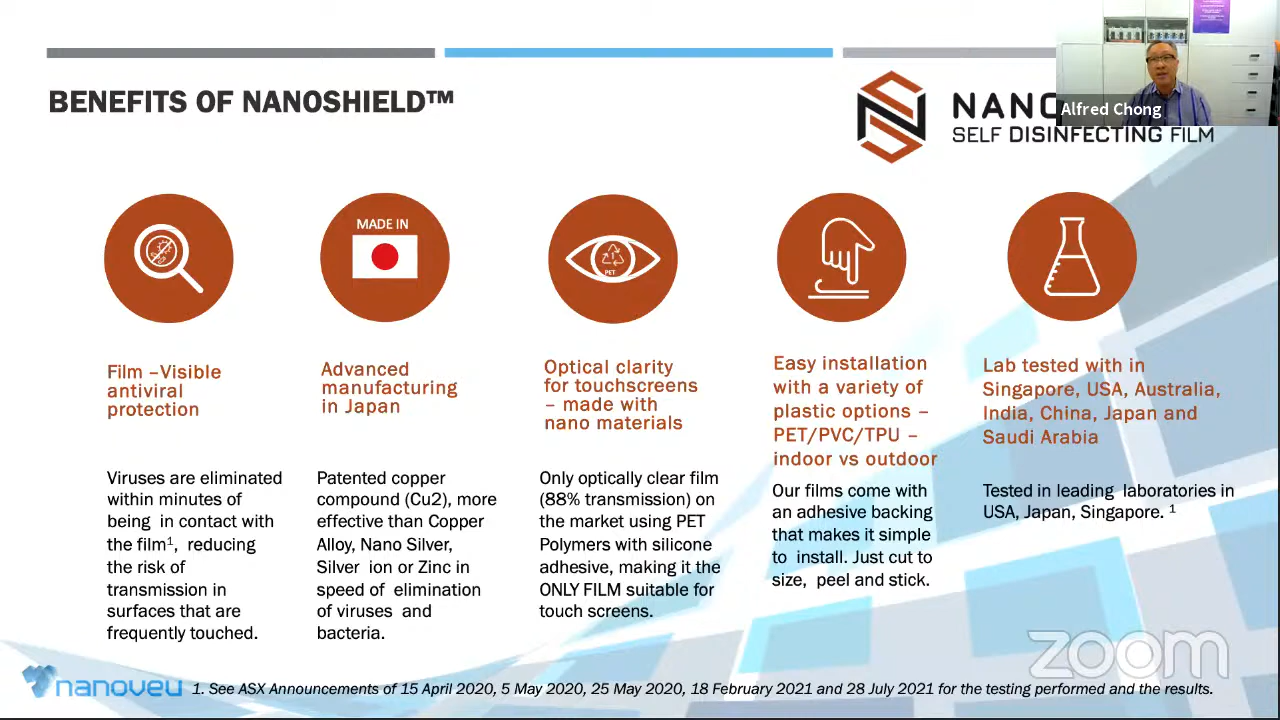 BENEFITS OF NANOSHIELD™
NANO
SELF DISINFECTING FILM
Alfred Chong
MADE IN
PET
Film –Visible
antiviral
protection
Viruses are eliminated
within minutes of
being in contact with
the film¹, reducing
the risk of
transmission in
surfaces that are
frequently touched.
Advanced
manufacturing
in Japan
Patented copper
compound (Cu2), more
effective than Copper
Alloy, Nano Silver,
Silver ion or Zinc in
speed of elimination
of viruses and
bacteria.
Optical clarity
for touchscreens
– made with
nano materials
Only optically clear film
(88% transmission) on
the market using PET
Polymers with silicone
adhesive, making it the
ONLY FILM suitable for
touch screens.
Easy installation
with a variety of
plastic options –
PET/PVC/TPU –
indoor vs outdoor
Our films come with
an adhesive backing
that makes it simple
to install. Just cut to
size, peel and stick.
Lab tested with in
Singapore, USA, Australia,
India, China, Japan and
Saudi Arabia
Tested in leading laboratories in
USA, Japan, Singapore. ¹
zoom
nanoveu
1. See ASX Announcements of 15 April 2020, 5 May 2020, 25 May 2020, 18 February 2021 and 28 July 2021 for the testing performed and the results.